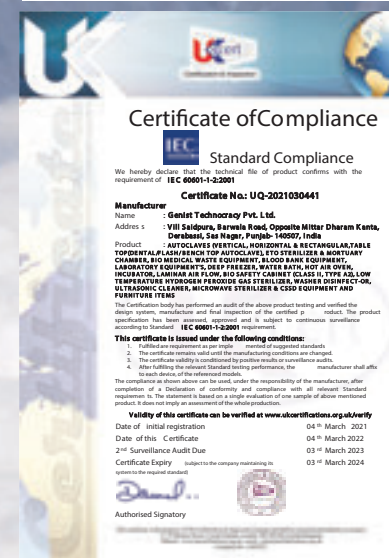 UK
UKcert
Certificate ofCompliance
IEC
Standard Compliance
We hereby declare that the technical file of product confirms with the
requirement of IEC 60601-1-2:2001
Certificate No.: UQ-2021030441
Manufacturer
Name : Genist Technocracy Pvt. Ltd.
Addres s : Vill Saidpura, Barwala Road, Opposite Mittar Dharam Kanta,
Derabassi, Sas Nagar, Punjab- 140507, India
Product : AUTOCLAVES (VERTICAL, HORIZONTAL & RECTANGULAR,TABLE
TOP(DENTAL/FLASH/BENCH TOP AUTOCLAVE), ETO STERILIZER & MORTUARY
CHAMBER, BIO MEDICAL WASTE EQUIPMENT, BLOOD BANK EQUIPMENT,
LABORATORY EQUIPMENT'S, DEEP FREEZER, WATER BATH, HOT AIR OVEN,
INCUBATOR, LAMINAR AIR FLOW, BIO SAFETY CABINET (CLASS II, TYPE A2), LOW
TEMPERATURE HYDROGEN PEROXIDE GAS STERILIZER, WASHER DISINFECT-OR,
ULTRASONIC CLEANER, MICROWAVE STERILIZER & CSSD EQUIPMENT AND
FURNITURE ITEMS
The Certification body has performed an audit of the above product testing and verified the
design system, manufacture and final inspection of the certified p roduct. The product
specification has been assessed, approved and is subject to continuous surveillance
according to Standard IEC 60601-1-2:2001 requirement.
This certificate is issued under the following conditions:
1. Fulfilled are requirement as per imple mented of suggested standards
2. The certificate remains valid until the manufacturing conditions are changed.
3. The certificate validity is conditioned by positive results or surveillance audits.
4. After fulfilling the relevant Standard testing performance, the manufacturer shall affix
to each device, of the referenced models.
The compliance as shown above can be used, under the responsibility of the manufacturer, after
completion of a Declaration of conformity and compliance with all relevant Standard
requiremen ts. The statement is based on a single evaluation of one sample of above mentioned
product. It does not imply an assessment of the whole production.
Validity of this certificate can be verified at www.ukcertifications.org.uk/verify
Date of initial registration 04 th March 2021
Date of this Certificate 04 th March 2022
2 nd Surveillance Audit Due 03 rd March 2023
Certificate Expiry (subject to the company maintaining its 03 rd March 2024
system to the required standard)
Authorised Signatory